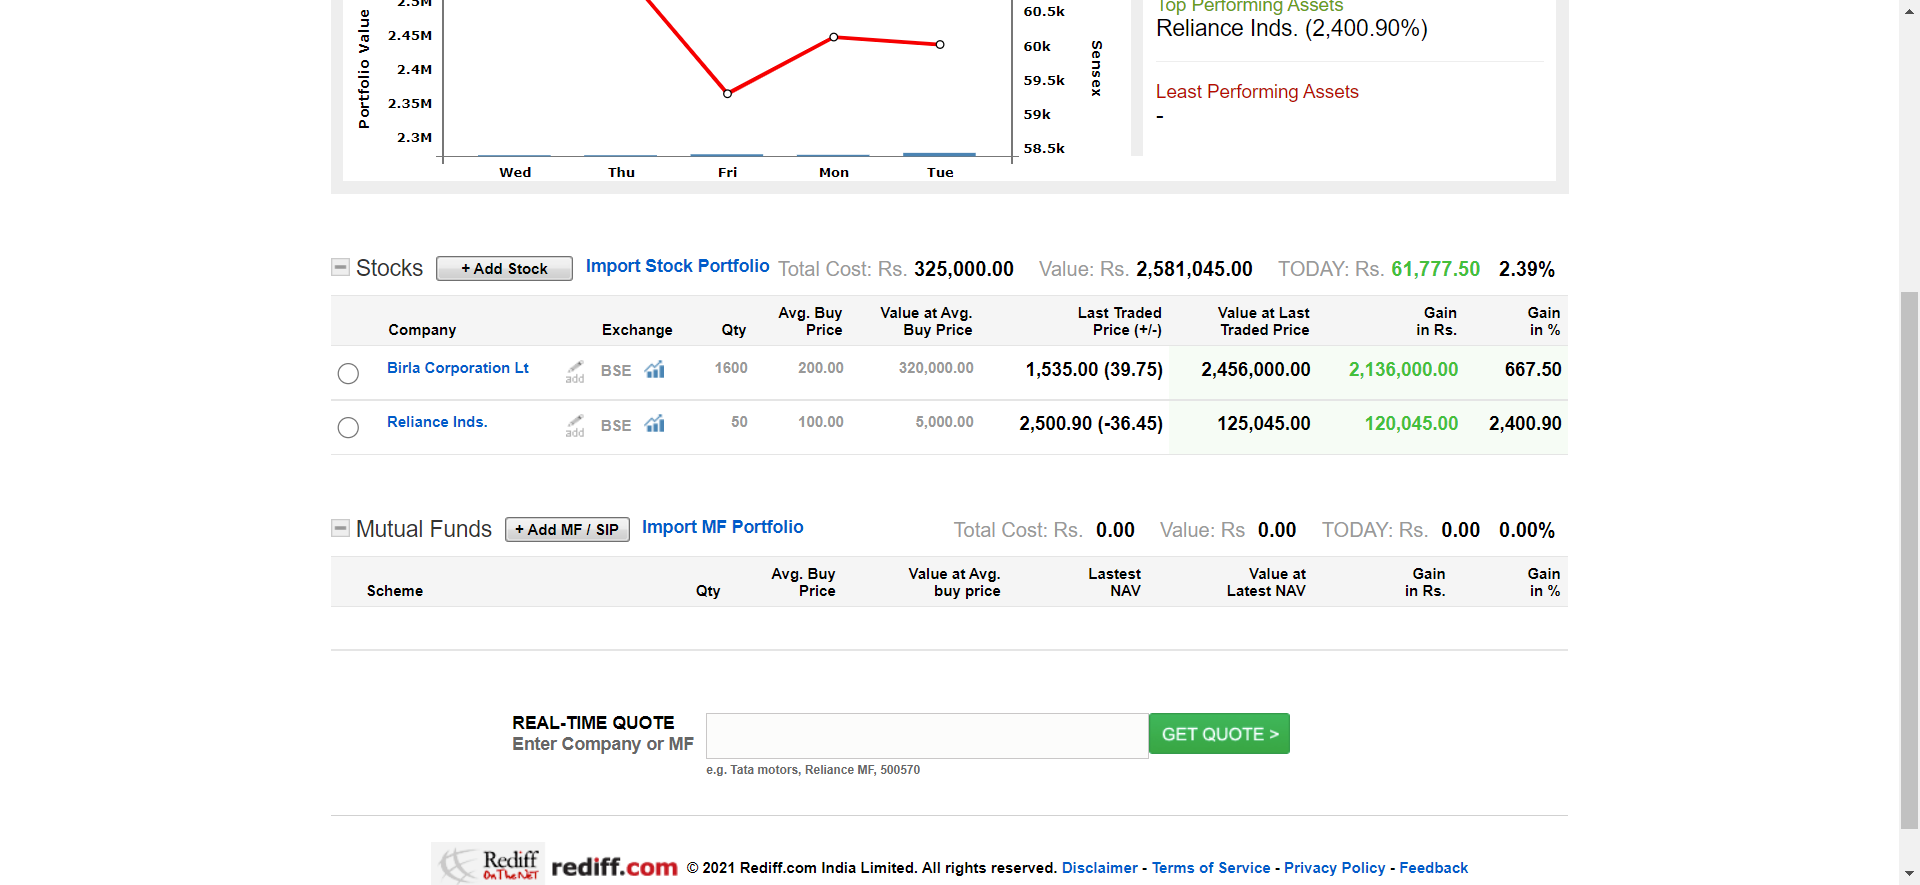 Top Performing Assets
Reliance Inds. (2,400.90%)
Least Performing Assets
-
Portfolio Value
2.5M
2.45M
2.4M
2.35M
2.3M
60.5k
60k
59.5k
59k
58.5k
Sensex
Wed Thu Fri Mon Tue
Stocks + Add Stock Import Stock Portfolio Total Cost: Rs. 325,000.00 Value: Rs. 2,581,045.00 TODAY: Rs. 61,777.50 2.39%
Company Exchange Qty Avg. Buy Price Value at Avg. Buy Price Last Traded Price (+/-) Value at Last Traded Price Gain in Rs. Gain in %
Birla Corporation Lt add BSE 1600 200.00 320,000.00 1,535.00 (39.75) 2,456,000.00 2,136,000.00 667.50
Reliance Inds. add BSE 50 100.00 5,000.00 2,500.90 (-36.45) 125,045.00 120,045.00 2,400.90
Mutual Funds + Add MF / SIP Import MF Portfolio Total Cost: Rs. 0.00 Value: Rs 0.00 TODAY: Rs. 0.00 0.00%
Scheme Qty Avg. Buy Price Value at Avg. buy price Lastest NAV Value at Latest NAV Gain in Rs. Gain in %
REAL-TIME QUOTE
Enter Company or MF
GET QUOTE >
e.g. Tata motors, Reliance MF, 500570
Rediff On The NeT rediff.com © 2021 Rediff.com India Limited. All rights reserved. Disclaimer - Terms of Service - Privacy Policy - Feedback